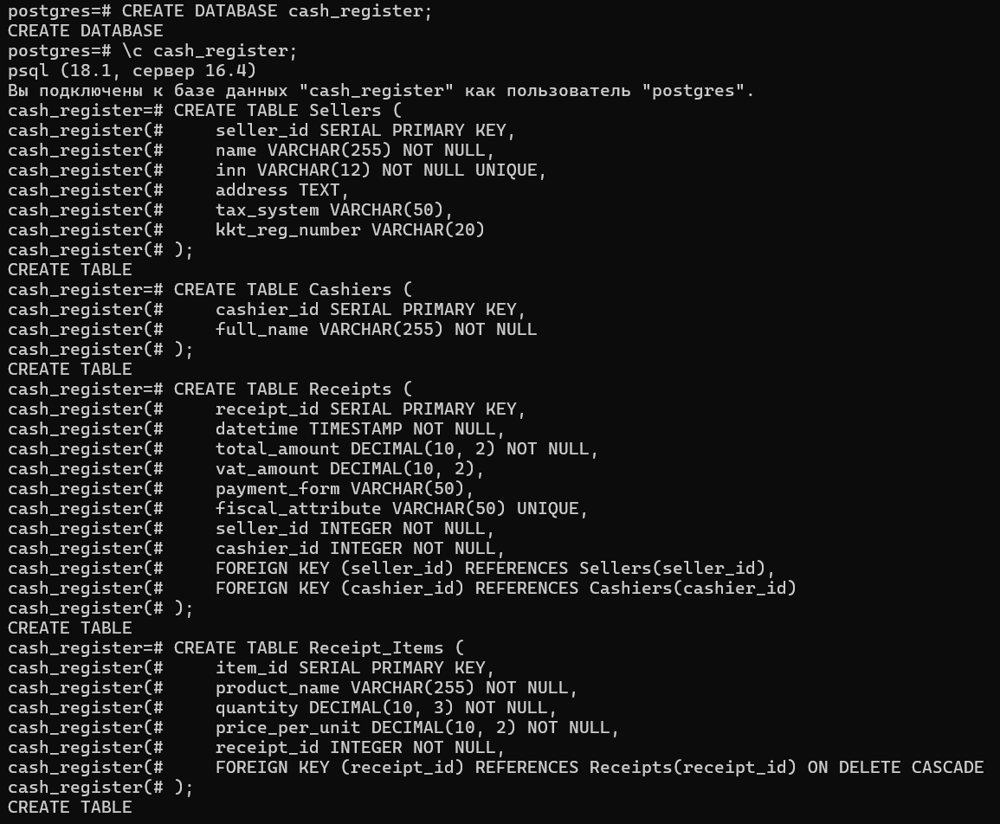 postgres=# CREATE DATABASE cash_register;
CREATE DATABASE
postgres=# \c cash_register;
psql (18.1, сервер 16.4)
Вы подключены к базе данных "cash_register" как пользователь "postgres".
cash_register=# CREATE TABLE Sellers (
cash_register(#     seller_id SERIAL PRIMARY KEY,
cash_register(#     name VARCHAR(255) NOT NULL,
cash_register(#     inn VARCHAR(12) NOT NULL UNIQUE,
cash_register(#     address TEXT,
cash_register(#     tax_system VARCHAR(50),
cash_register(#     kkt_reg_number VARCHAR(20)
cash_register(# );
CREATE TABLE
cash_register=# CREATE TABLE Cashiers (
cash_register(#     cashier_id SERIAL PRIMARY KEY,
cash_register(#     full_name VARCHAR(255) NOT NULL
cash_register(# );
CREATE TABLE
cash_register=# CREATE TABLE Receipts (
cash_register(#     receipt_id SERIAL PRIMARY KEY,
cash_register(#     datetime TIMESTAMP NOT NULL,
cash_register(#     total_amount DECIMAL(10, 2) NOT NULL,
cash_register(#     vat_amount DECIMAL(10, 2),
cash_register(#     payment_form VARCHAR(50),
cash_register(#     fiscal_attribute VARCHAR(50) UNIQUE,
cash_register(#     seller_id INTEGER NOT NULL,
cash_register(#     cashier_id INTEGER NOT NULL,
cash_register(#     FOREIGN KEY (seller_id) REFERENCES Sellers(seller_id),
cash_register(#     FOREIGN KEY (cashier_id) REFERENCES Cashiers(cashier_id)
cash_register(# );
CREATE TABLE
cash_register=# CREATE TABLE Receipt_Items (
cash_register(#     item_id SERIAL PRIMARY KEY,
cash_register(#     product_name VARCHAR(255) NOT NULL,
cash_register(#     quantity DECIMAL(10, 3) NOT NULL,
cash_register(#     price_per_unit DECIMAL(10, 2) NOT NULL,
cash_register(#     receipt_id INTEGER NOT NULL,
cash_register(#     FOREIGN KEY (receipt_id) REFERENCES Receipts(receipt_id) ON DELETE CASCADE
cash_register(# );
CREATE TABLE